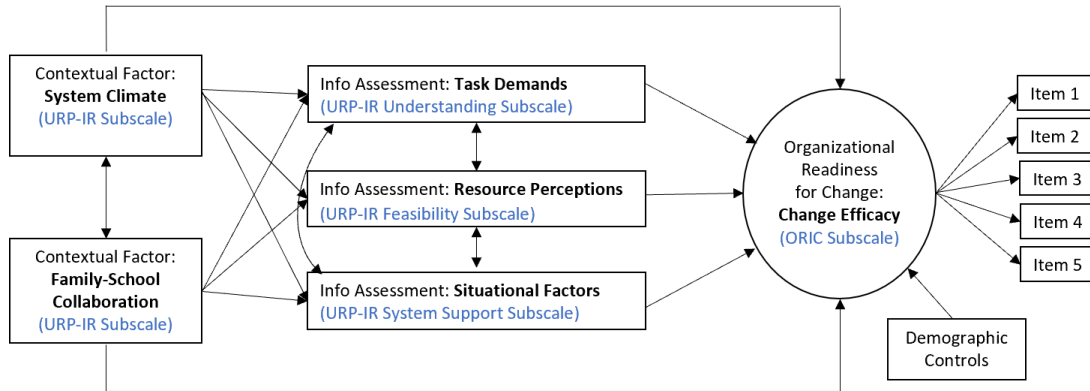 Contextual Factor:
System Climate
(URP-IR Subscale)
Contextual Factor:
Family-School
Collaboration
(URP-IR Subscale)
Info Assessment: Task Demands
(URP-IR Understanding Subscale)
Info Assessment: Resource Perceptions
(URP-IR Feasibility Subscale)
Info Assessment: Situational Factors
(URP-IR System Support Subscale)
Organizational
Readiness
for Change:
Change Efficacy
(ORIC Subscale)
Item 1
Item 2
Item 3
Item 4
Item 5
Demographic
Controls